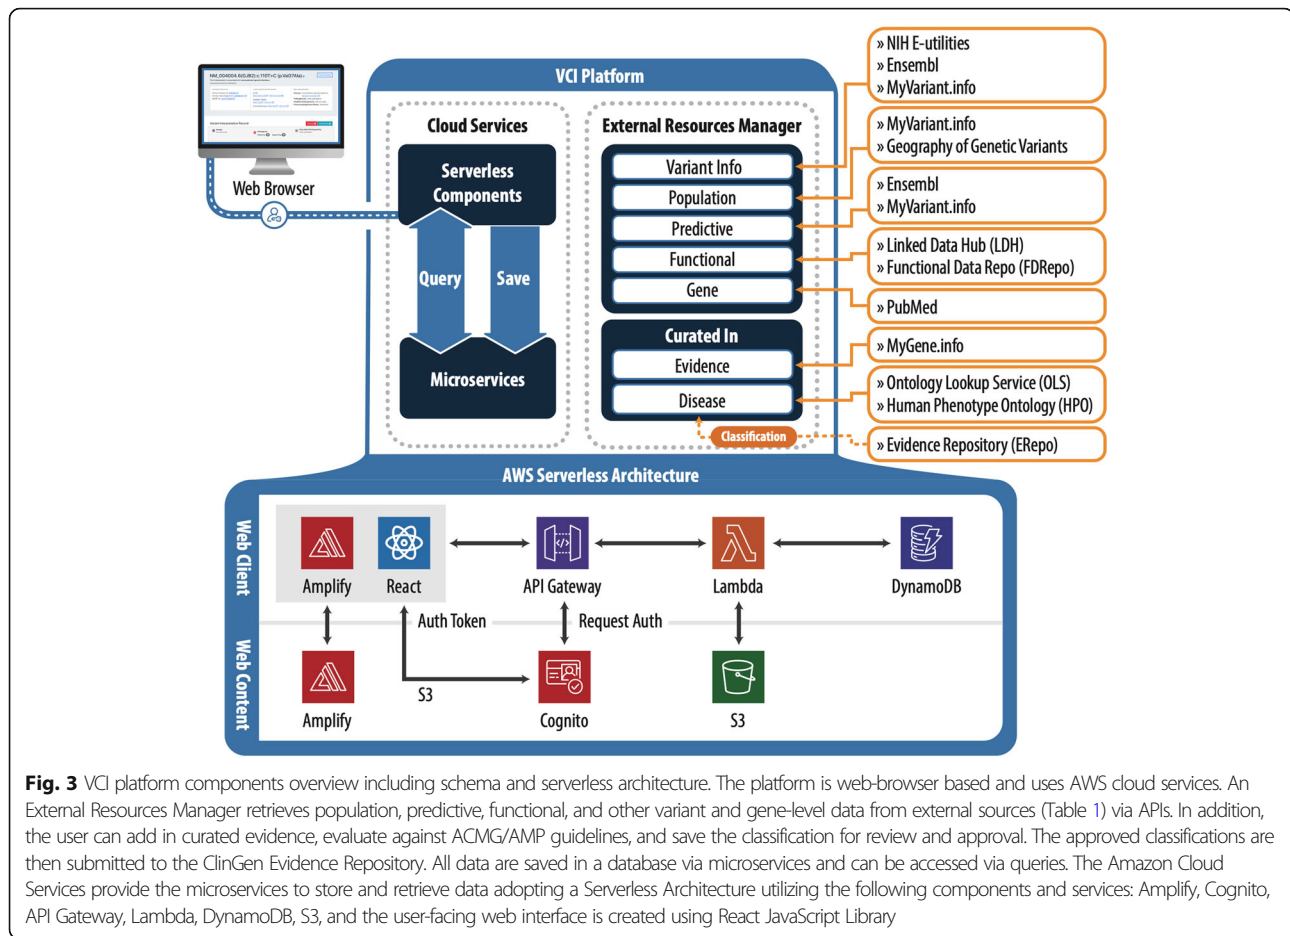 NM_004004.6(GJB2):c.110T>C (p.Val37Ala)
Web Browser
VCI Platform
Cloud Services
Serverless
Components
Query
Save
Microservices
External Resources Manager
Variant Info
Population
Predictive
Functional
Gene
Curated In
Evidence
Disease
Classification
» NIH E-utilities
» Ensembl
» MyVariant.info
» MyVariant.info
» Geography of Genetic Variants
» Ensembl
» MyVariant.info
» Linked Data Hub (LDH)
» Functional Data Repo (FDRepo)
» PubMed
» MyGene.info
» Ontology Lookup Service (OLS)
» Human Phenotype Ontology (HPO)
» Evidence Repository (ERepo)
AWS Serverless Architecture
Web Client
Amplify
React
API Gateway
Lambda
DynamoDB
Auth Token
Request Auth
Web Content
Amplify
S3
Cognito
S3
Fig. 3 VCI platform components overview including schema and serverless architecture. The platform is web-browser based and uses AWS cloud services. An
External Resources Manager retrieves population, predictive, functional, and other variant and gene-level data from external sources (Table 1) via APIs. In addition,
the user can add in curated evidence, evaluate against ACMG/AMP guidelines, and save the classification for review and approval. The approved classifications are
then submitted to the ClinGen Evidence Repository. All data are saved in a database via microservices and can be accessed via queries. The Amazon Cloud
Services provide the microservices to store and retrieve data adopting a Serverless Architecture utilizing the following components and services: Amplify, Cognito,
API Gateway, Lambda, DynamoDB, S3, and the user-facing web interface is created using React JavaScript Library